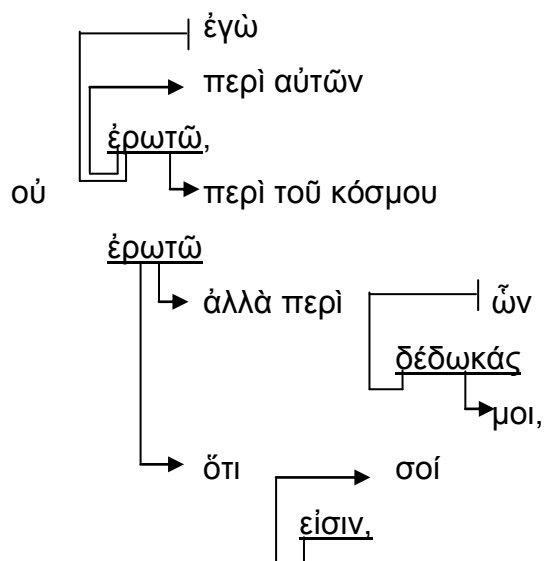 ἐγὼ
περὶ αὐτῶν
ἐρωτῶ,
οὐ περὶ τοῦ κόσμου
ἐρωτῶ
ἀλλὰ περὶ ὧν
δέδωκάς
μοι,
ὅτι σοί
εἰσιν,